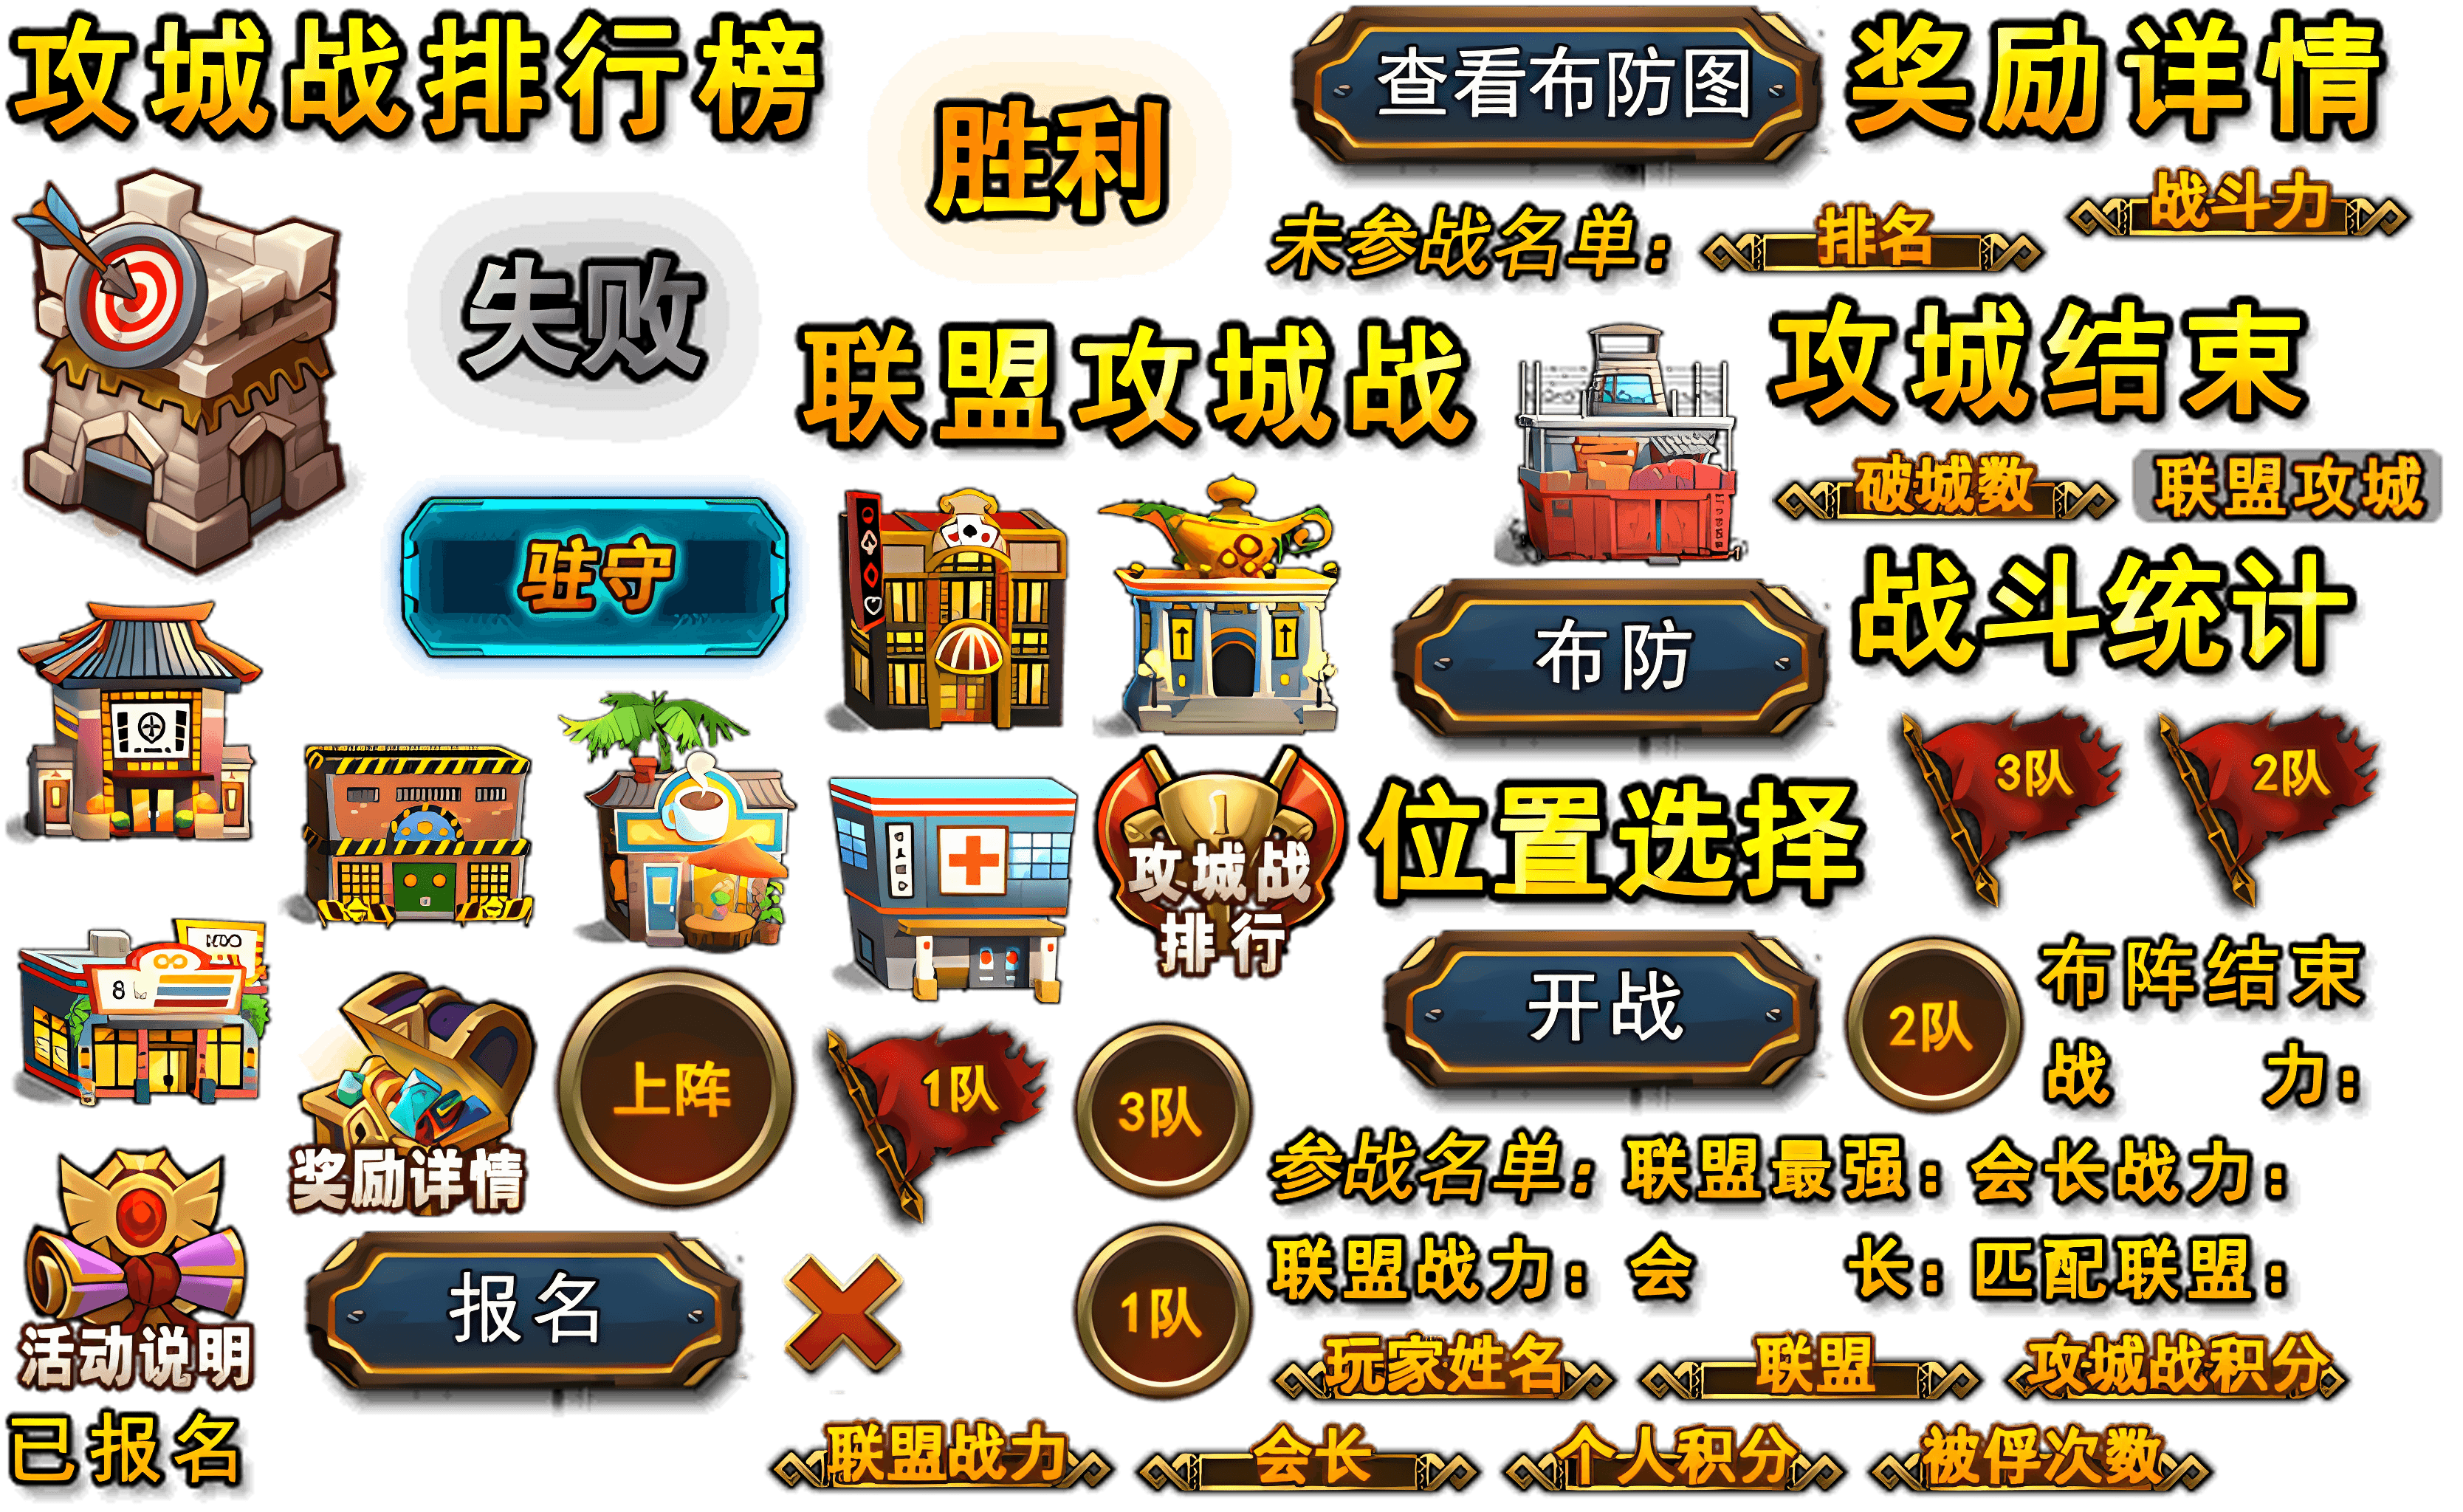 攻城战排行榜
胜利
查看布防图
奖励详情
战斗力
未参战名单：
排名
失败
联盟攻城战
攻城结束
破城数
联盟攻城
驻守
布防
战斗统计
3队
2队
位置选择
1
攻城战
排行
开战
2队
布阵结束
战 力：
8
上阵
1队
3队
奖励详情
参战名单：
联盟最强：
会长战力：
活动说明
报名
1队
联盟战力：
会 长：
匹配联盟：
玩家姓名
联盟
攻城战积分
已报名
联盟战力
会长
个人积分
被俘次数